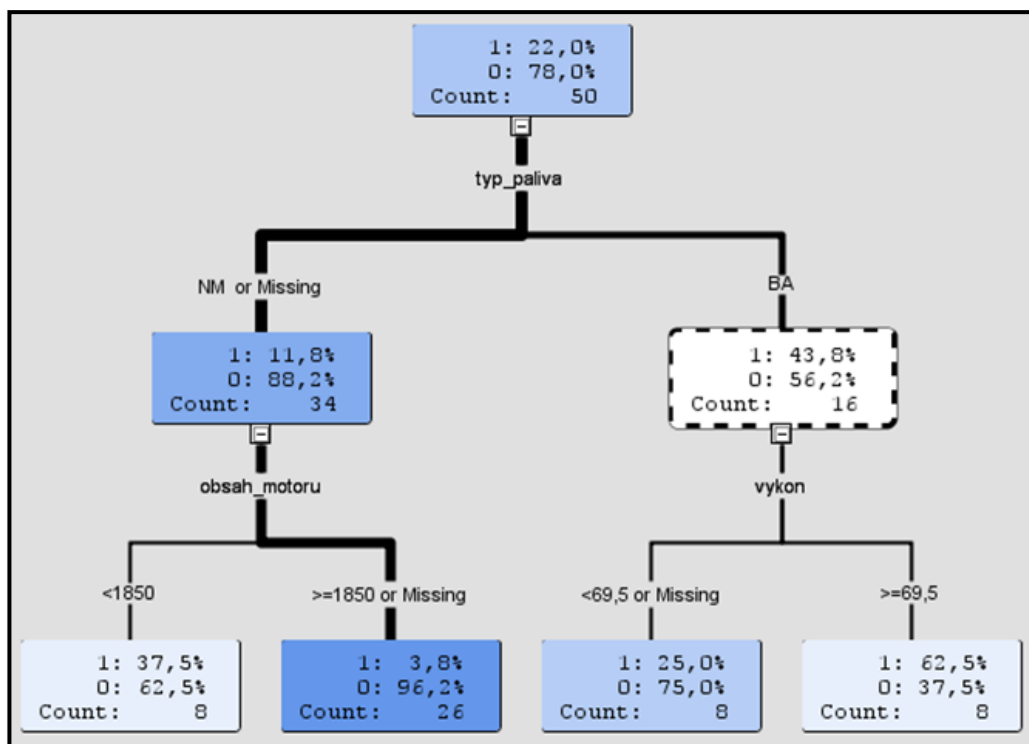 1: 22,0%
0: 78,0%
Count: 50
typ_paliva
NM or Missing
BA
1: 11,8%
0: 88,2%
Count: 34
1: 43,8%
0: 56,2%
Count: 16
obsah_motoru
vykon
<1850
>=1850 or Missing
<69,5 or Missing
>=69,5
1: 37,5%
0: 62,5%
Count: 8
1: 3,8%
0: 96,2%
Count: 26
1: 25,0%
0: 75,0%
Count: 8
1: 62,5%
0: 37,5%
Count: 8